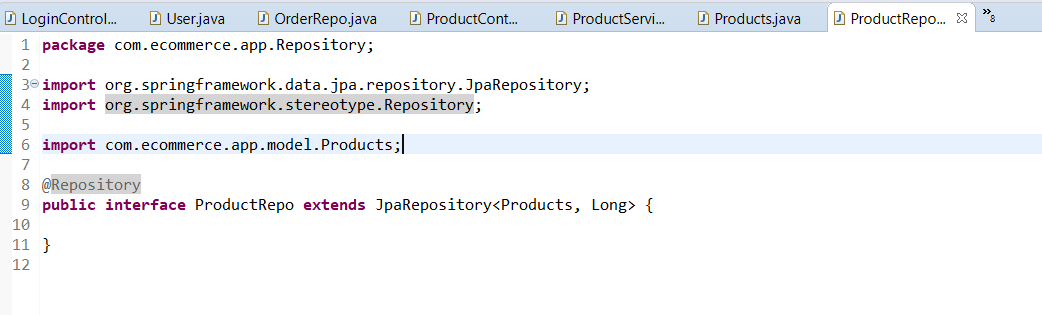 LoginControl... User.java OrderRepo.java ProductCont... ProductServi... Products.java ProductRepo... »8
1 package com.ecommerce.app.Repository;
2
3 import org.springframework.data.jpa.repository.JpaRepository;
4 import org.springframework.stereotype.Repository;
5
6 import com.ecommerce.app.model.Products;
7
8 @Repository
9 public interface ProductRepo extends JpaRepository<Products, Long> {
10
11 }
12